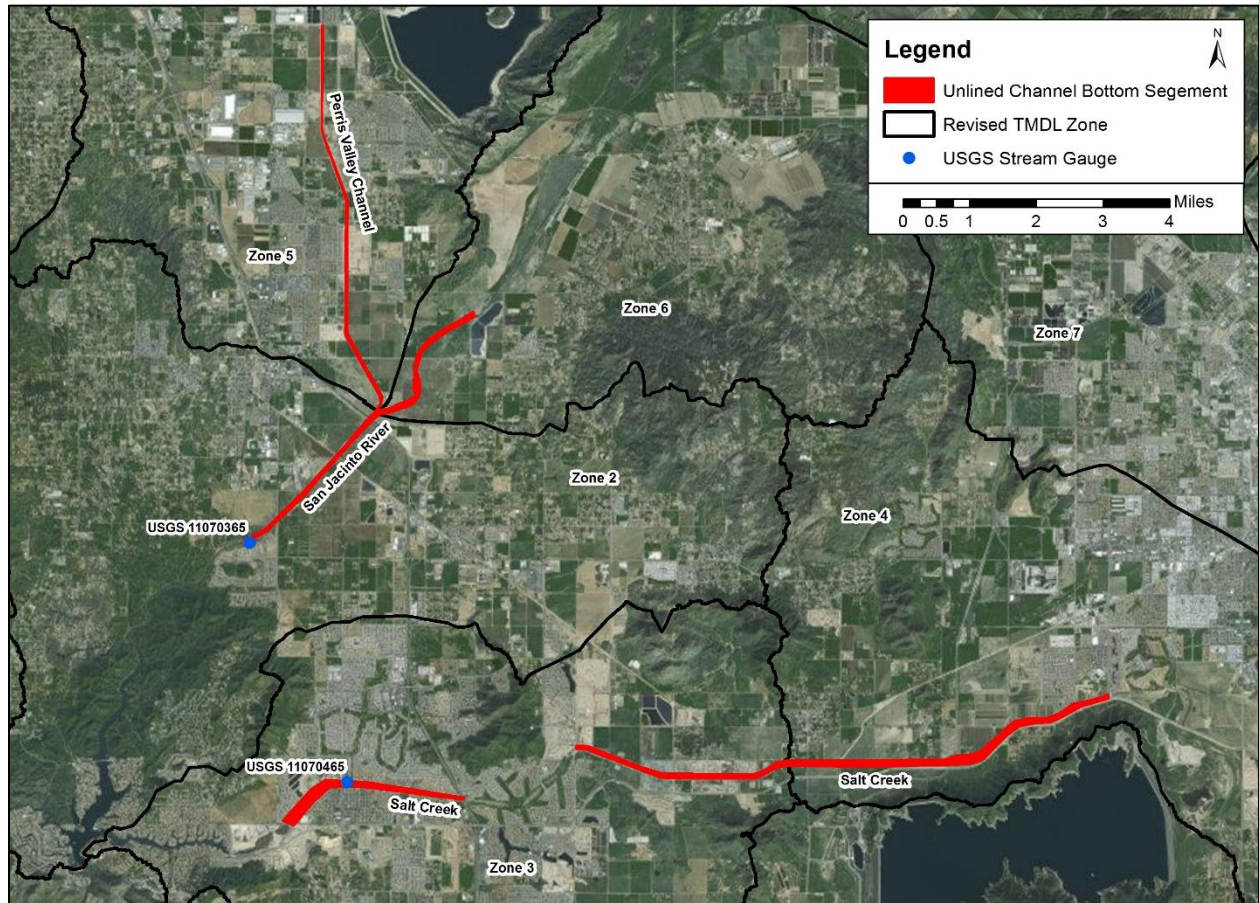 Legend
N
Unlined Channel Bottom Segement
Revised TMDL Zone
USGS Stream Gauge
0 0.5 1 2 3 4 Miles
Perris Valley Channel
Zone 5
Zone 6
Zone 7
San Jacinto River
Zone 2
Zone 4
USGS 11070365
USGS 11070465
Salt Creek
Salt Creek
Zone 3